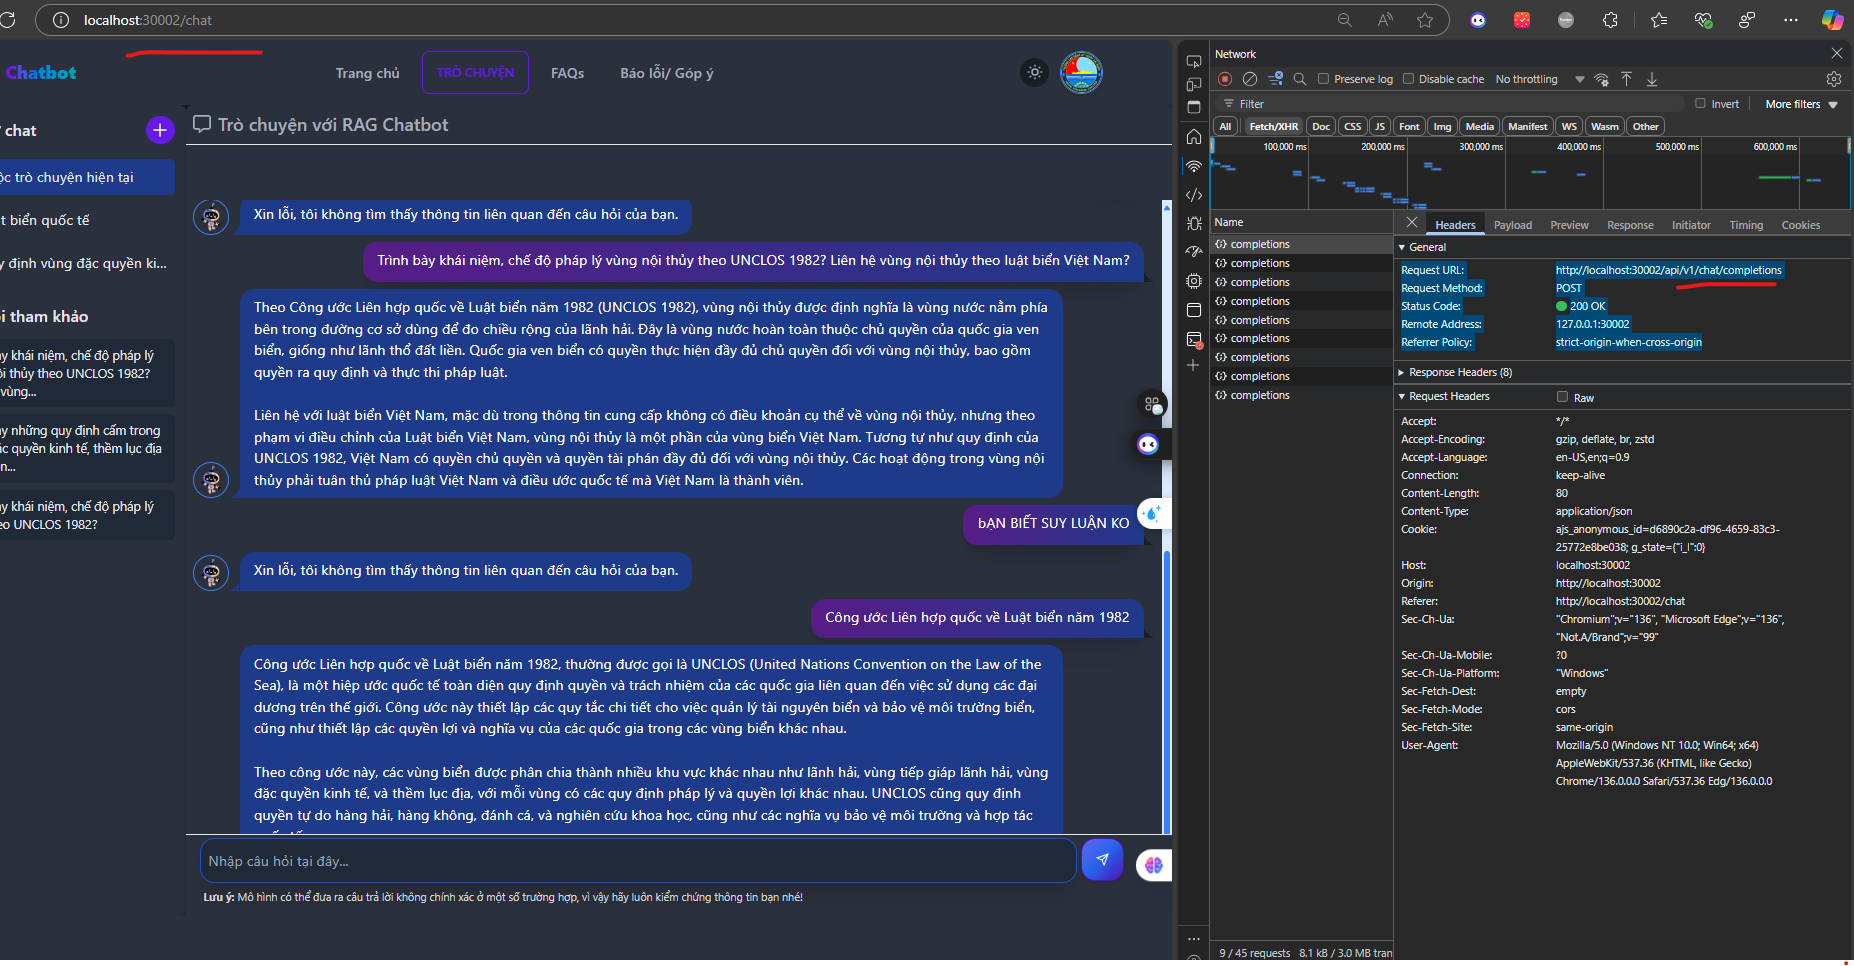 localhost:30002/chat
Chatbot
Trang chủ
TRÒ CHUYỆN
FAQs
Báo lỗi/ Góp ý
chat
Trò chuyện với RAG Chatbot
ộc trò chuyện hiện tại
t biển quốc tế
y định vùng đặc quyền ki...
i tham khảo
ày khái niệm, chế độ pháp lý
ội thủy theo UNCLOS 1982?
vùng...
ày những quy định cấm trong
ặc quyền kinh tế, thềm lục địa
n...
ày khái niệm, chế độ pháp lý
eo UNCLOS 1982?
Xin lỗi, tôi không tìm thấy thông tin liên quan đến câu hỏi của bạn.
Trình bày khái niệm, chế độ pháp lý vùng nội thủy theo UNCLOS 1982? Liên hệ vùng nội thủy theo luật biển Việt Nam?
Theo Công ước Liên hợp quốc về Luật biển năm 1982 (UNCLOS 1982), vùng nội thủy được định nghĩa là vùng nước nằm phía
bên trong đường cơ sở dùng để đo chiều rộng của lãnh hải. Đây là vùng nước hoàn toàn thuộc chủ quyền của quốc gia ven
biển, giống như lãnh thổ đất liền. Quốc gia ven biển có quyền thực hiện đầy đủ chủ quyền đối với vùng nội thủy, bao gồm
quyền ra quy định và thực thi pháp luật.
Liên hệ với luật biển Việt Nam, mặc dù trong thông tin cung cấp không có điều khoản cụ thể về vùng nội thủy, nhưng theo
phạm vi điều chỉnh của Luật biển Việt Nam, vùng nội thủy là một phần của vùng biển Việt Nam. Tương tự như quy định của
UNCLOS 1982, Việt Nam có quyền chủ quyền và quyền tài phán đầy đủ đối với vùng nội thủy. Các hoạt động trong vùng nội
thủy phải tuân thủ pháp luật Việt Nam và điều ước quốc tế mà Việt Nam là thành viên.
bẠN BIẾT SUY LUẬN KO
Xin lỗi, tôi không tìm thấy thông tin liên quan đến câu hỏi của bạn.
Công ước Liên hợp quốc về Luật biển năm 1982
Công ước Liên hợp quốc về Luật biển năm 1982, thường được gọi là UNCLOS (United Nations Convention on the Law of the
Sea), là một hiệp ước quốc tế toàn diện quy định quyền và trách nhiệm của các quốc gia liên quan đến việc sử dụng các đại
dương trên thế giới. Công ước này thiết lập các quy tắc chi tiết cho việc quản lý tài nguyên biển và bảo vệ môi trường biển,
cũng như thiết lập các quyền lợi và nghĩa vụ của các quốc gia trong các vùng biển khác nhau.
Theo công ước này, các vùng biển được phân chia thành nhiều khu vực khác nhau như lãnh hải, vùng tiếp giáp lãnh hải, vùng
đặc quyền kinh tế, và thềm lục địa, với mỗi vùng có các quy định pháp lý và quyền lợi khác nhau. UNCLOS cũng quy định
quyền tự do hàng hải, hàng không, đánh cá, và nghiên cứu khoa học, cũng như các nghĩa vụ bảo vệ môi trường và hợp tác
Nhập câu hỏi tại đây...
Lưu ý: Mô hình có thể đưa ra câu trả lời không chính xác ở một số trường hợp, vì vậy hãy luôn kiểm chứng thông tin bạn nhé!
Network
Preserve log
Disable cache
No throttling
Filter
Invert
More filters
All
Fetch/XHR
Doc
CSS
JS
Font
Img
Media
Manifest
WS
Wasm
Other
100,000 ms
200,000 ms
300,000 ms
400,000 ms
500,000 ms
600,000 ms
Name
completions
completions
completions
completions
completions
completions
completions
completions
completions
9 / 45 requests 8.1 kB / 3.0 MB tran
Headers
Payload
Preview
Response
Initiator
Timing
Cookies
General
Request URL: http://localhost:30002/api/v1/chat/completions
Request Method: POST
Status Code: 200 OK
Remote Address: 127.0.0.1:30002
Referrer Policy: strict-origin-when-cross-origin
Response Headers (8)
Request Headers
Raw
Accept: */*
Accept-Encoding: gzip, deflate, br, zstd
Accept-Language: en-US,en;q=0.9
Connection: keep-alive
Content-Length: 80
Content-Type: application/json
Cookie: ajs_anonymous_id=d6890c2a-df96-4659-83c3-
25772e8be038; g_state={"i_l":0}
Host: localhost:30002
Origin: http://localhost:30002
Referer: http://localhost:30002/chat
Sec-Ch-Ua: "Chromium";v="136", "Microsoft Edge";v="136",
"Not.A/Brand";v="99"
Sec-Ch-Ua-Mobile: ?0
Sec-Ch-Ua-Platform: "Windows"
Sec-Fetch-Dest: empty
Sec-Fetch-Mode: cors
Sec-Fetch-Site: same-origin
User-Agent: Mozilla/5.0 (Windows NT 10.0; Win64; x64)
AppleWebKit/537.36 (KHTML, like Gecko)
Chrome/136.0.0.0 Safari/537.36 Edg/136.0.0.0